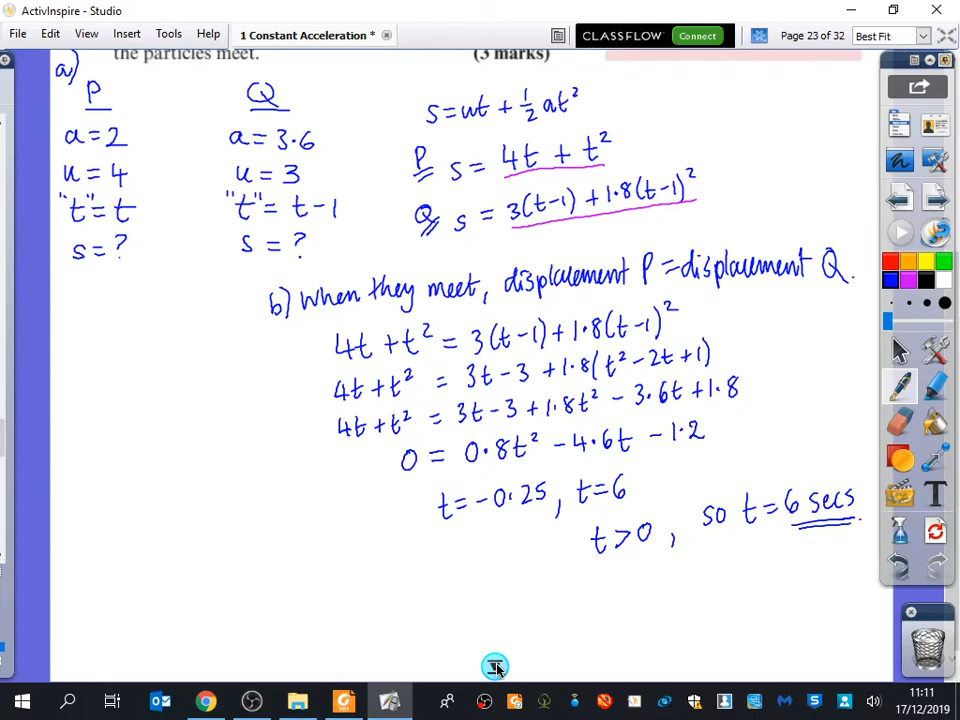 ActivInspire - Studio
File Edit View Insert Tools Help
1 Constant Acceleration *
CLASSFLOW Connect
Page 23 of 32
Best Fit
the particles meet. (3 marks)
a)
P Q
a = 2 a = 3.6
u = 4 u = 3
"t" = t "t" = t - 1
s = ? s = ?
s = ut + 1/2 at²
P s = 4t + t²
Q s = 3(t-1) + 1.8(t-1)²
b) When they meet, displacement P = displacement Q.
4t + t² = 3(t-1) + 1.8(t-1)²
4t + t² = 3t - 3 + 1.8(t² - 2t + 1)
4t + t² = 3t - 3 + 1.8t² - 3.6t + 1.8
0 = 0.8t² - 4.6t - 1.2
t = -0.25, t = 6
t > 0, so t = 6 secs.
11:11
17/12/2019